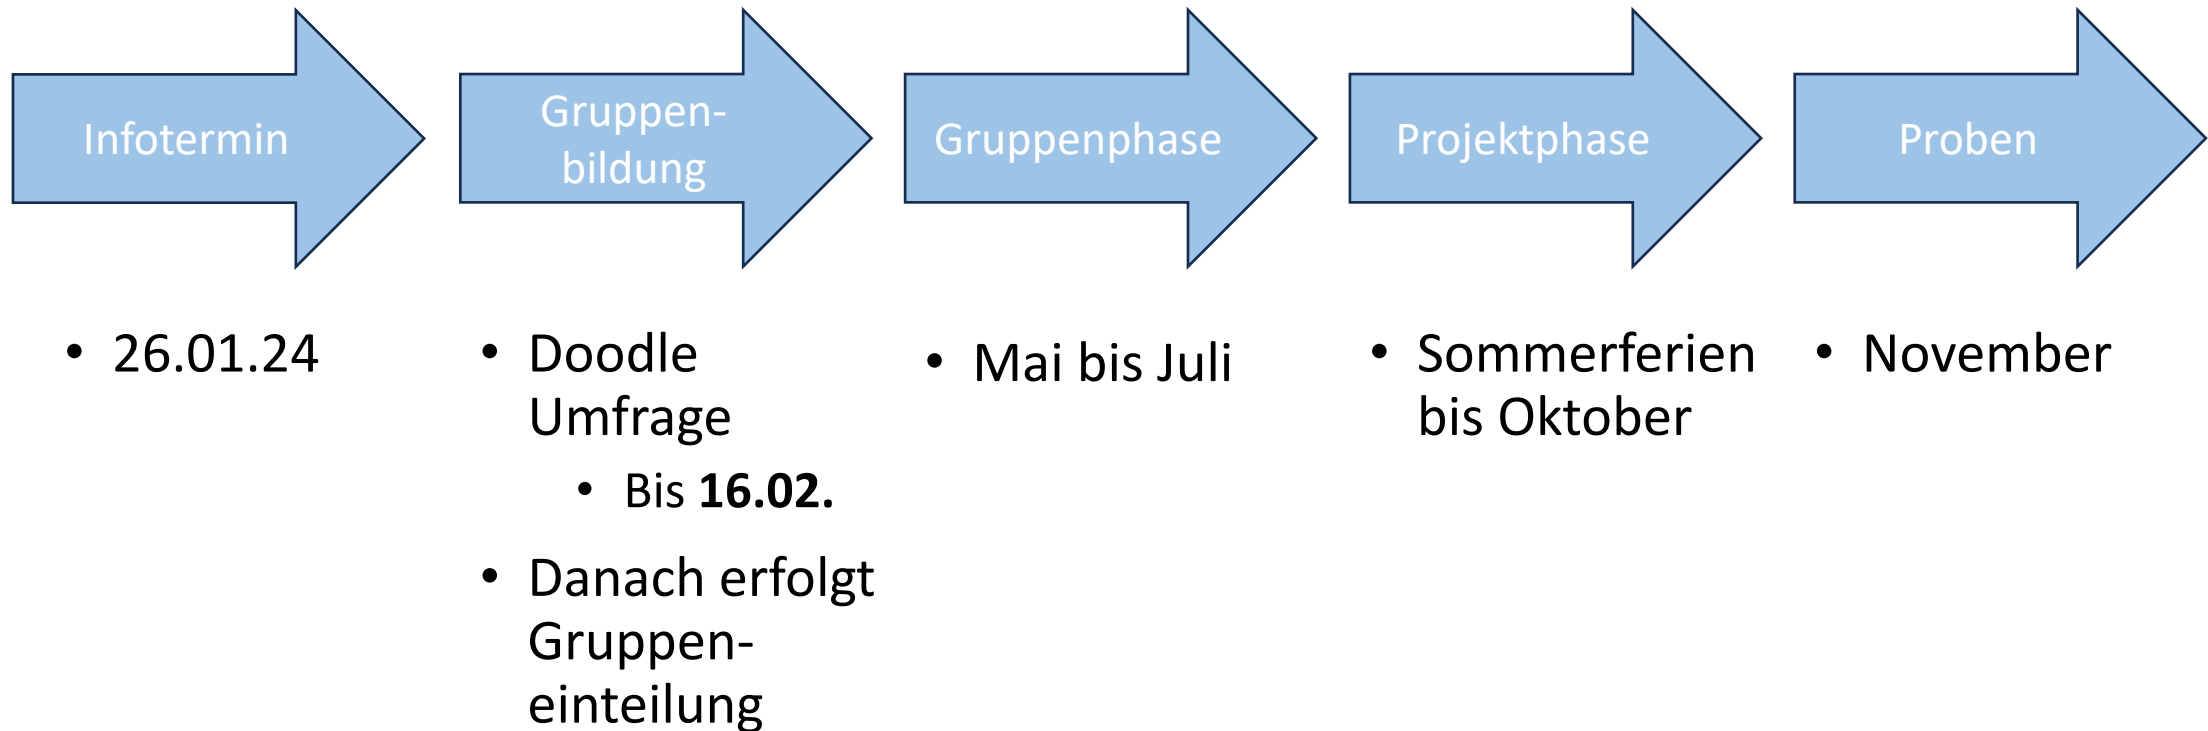 Infotermin
Gruppen-
bildung
Gruppenphase
Projektphase
Proben
• 26.01.24
• Doodle
Umfrage
• Bis 16.02.
• Danach erfolgt
Gruppen-
einteilung
• Mai bis Juli
• Sommerferien
bis Oktober
• November